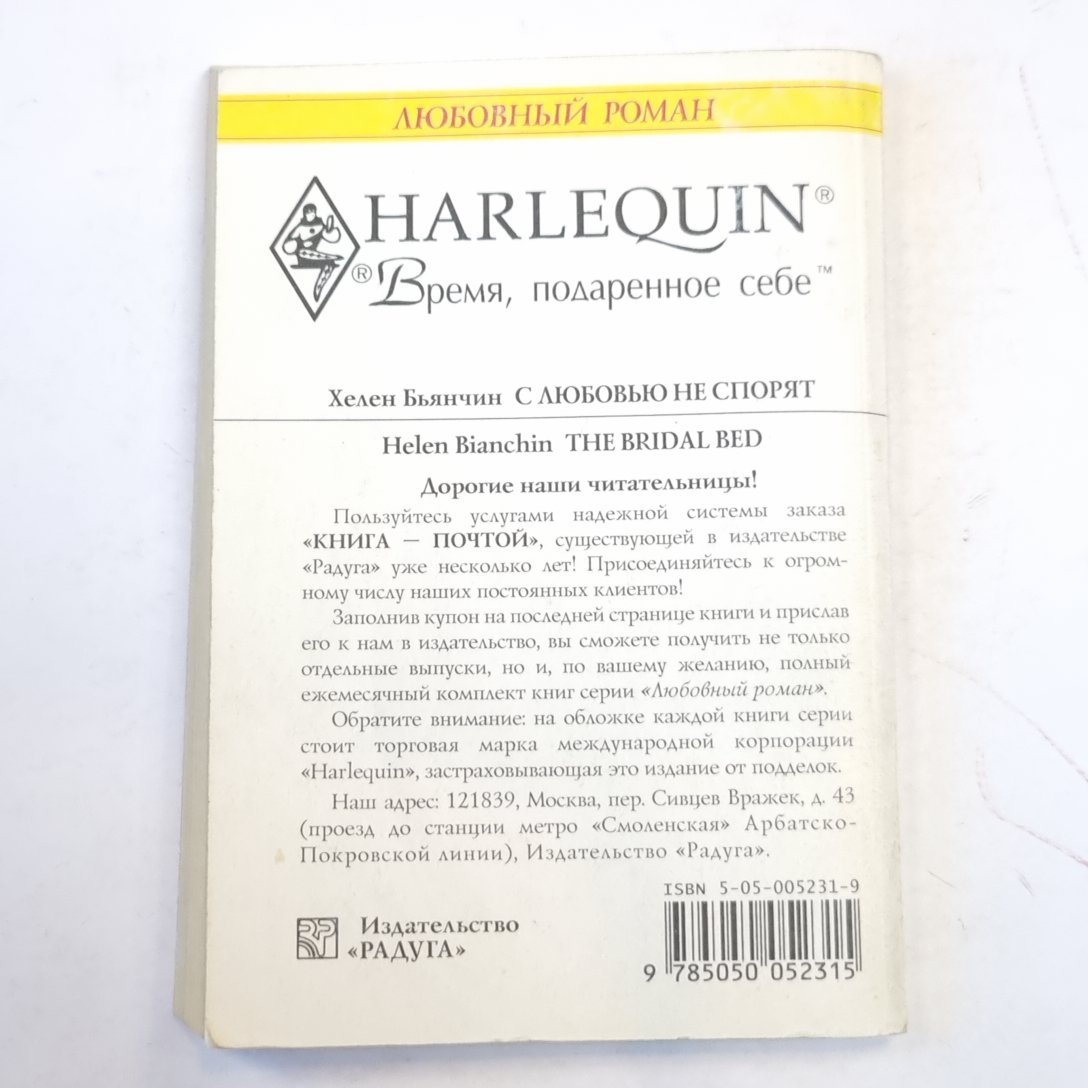 ЛЮБОВНЫЙ РОМАН
HARLEQUIN®
® Время, подаренное себе™
Хелен Бьянчин С ЛЮБОВЬЮ НЕ СПОРЯТ
Helen Bianchin THE BRIDAL BED
Дорогие наши читательницы!
Пользуйтесь услугами надежной системы заказа
«КНИГА — ПОЧТОЙ», существующей в издательстве
«Радуга» уже несколько лет! Присоединяйтесь к огром-
ному числу наших постоянных клиентов!
Заполнив купон на последней странице книги и прислав
его к нам в издательство, вы сможете получить не только
отдельные выпуски, но и, по вашему желанию, полный
ежемесячный комплект книг серии «Любовный роман».
Обратите внимание: на обложке каждой книги серии
стоит торговая марка международной корпорации
«Harlequin», застраховывающая это издание от подделок.
Наш адрес: 121839, Москва, пер. Сивцев Вражек, д. 43
(проезд до станции метро «Смоленская» Арбатско-
Покровской линии), Издательство «Радуга».
ISBN 5-05-005231-9
Издательство
«РАДУГА»
9 785050 052315